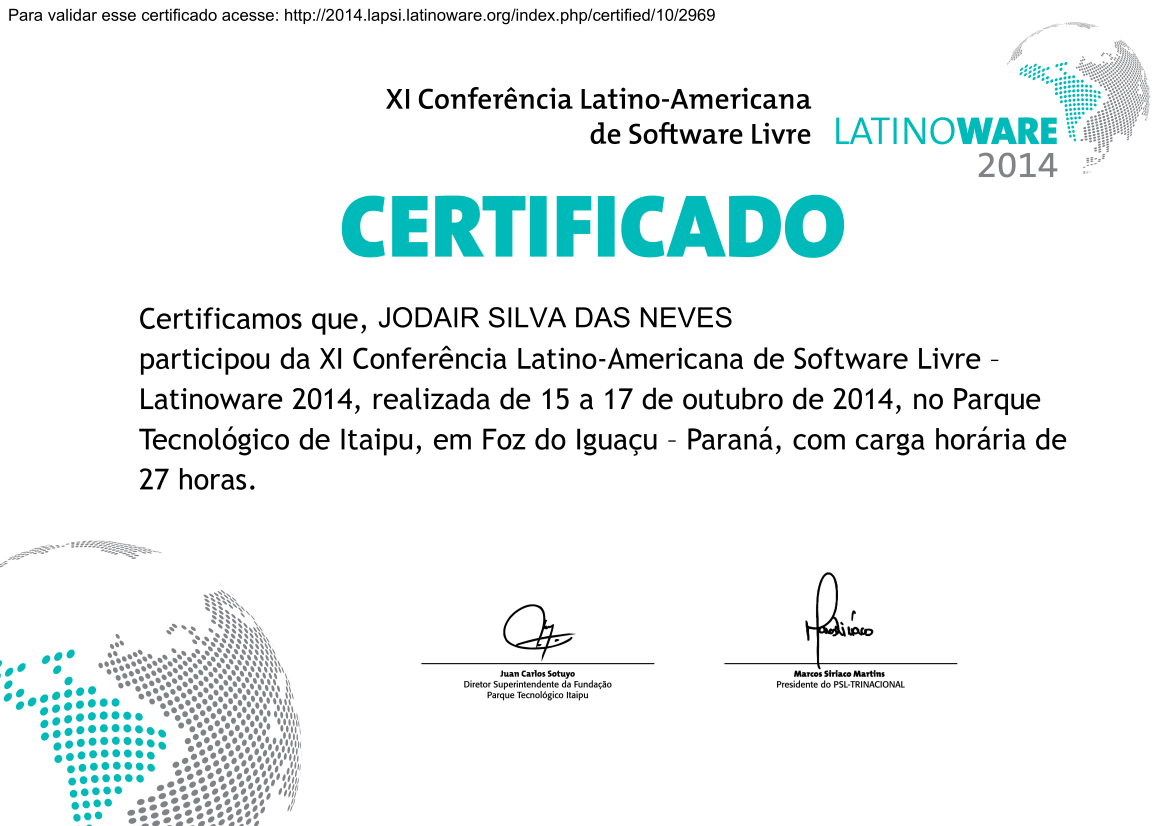 Para validar esse certificado acesse: http://2014.lapsi.latinoware.org/index.php/certified/10/2969
XI Conferência Latino-Americana
de Software Livre
LATINOWARE
2014
CERTIFICADO
Certificamos que, JODAIR SILVA DAS NEVES
participou da XI Conferência Latino-Americana de Software Livre –
Latinoware 2014, realizada de 15 a 17 de outubro de 2014, no Parque
Tecnológico de Itaipu, em Foz do Iguaçu – Paraná, com carga horária de
27 horas.
Juan Carlos Sotuyo
Diretor Superintendente da Fundação
Parque Tecnológico Itaipu
Marcos Siríaco Martins
Presidente do PSL-TRINACIONAL